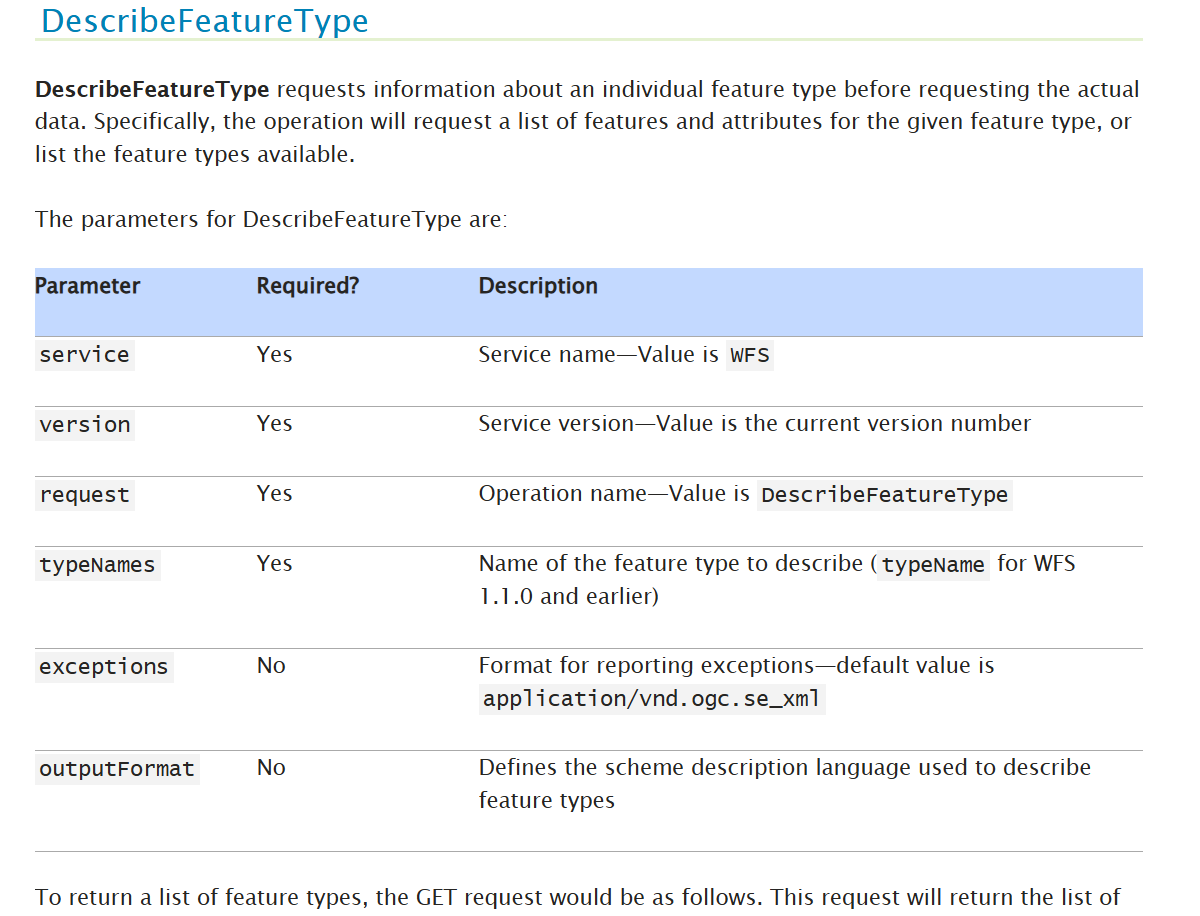 DescribeFeatureType
DescribeFeatureType requests information about an individual feature type before requesting the actual
data. Specifically, the operation will request a list of features and attributes for the given feature type, or
list the feature types available.
The parameters for DescribeFeatureType are:
Parameter Required? Description
service Yes Service name—Value is WFS
version Yes Service version—Value is the current version number
request Yes Operation name—Value is DescribeFeatureType
typeNames Yes Name of the feature type to describe (typeName for WFS
1.1.0 and earlier)
exceptions No Format for reporting exceptions—default value is
application/vnd.ogc.se_xml
outputFormat No Defines the scheme description language used to describe
feature types
To return a list of feature types, the GET request would be as follows. This request will return the list of